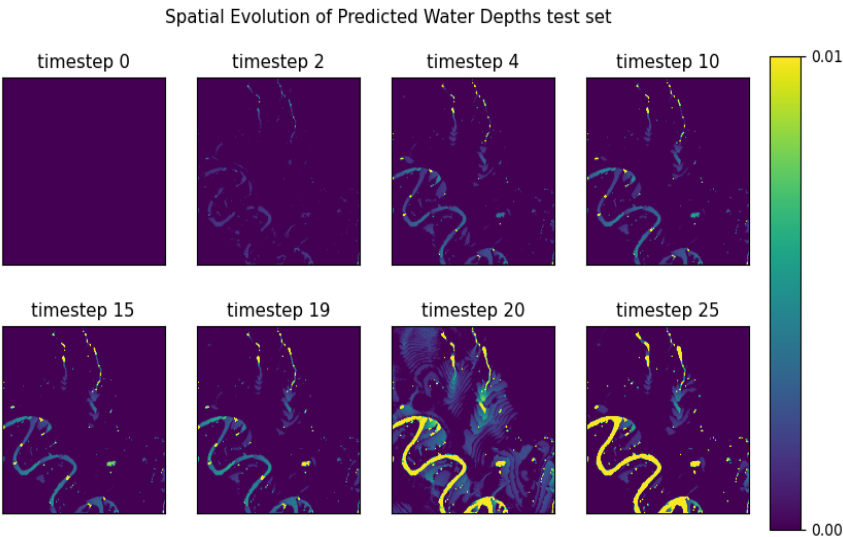 Spatial Evolution of Predicted Water Depths test set
timestep 0
timestep 2
timestep 4
timestep 10
0.01
timestep 15
timestep 19
timestep 20
timestep 25
0.00